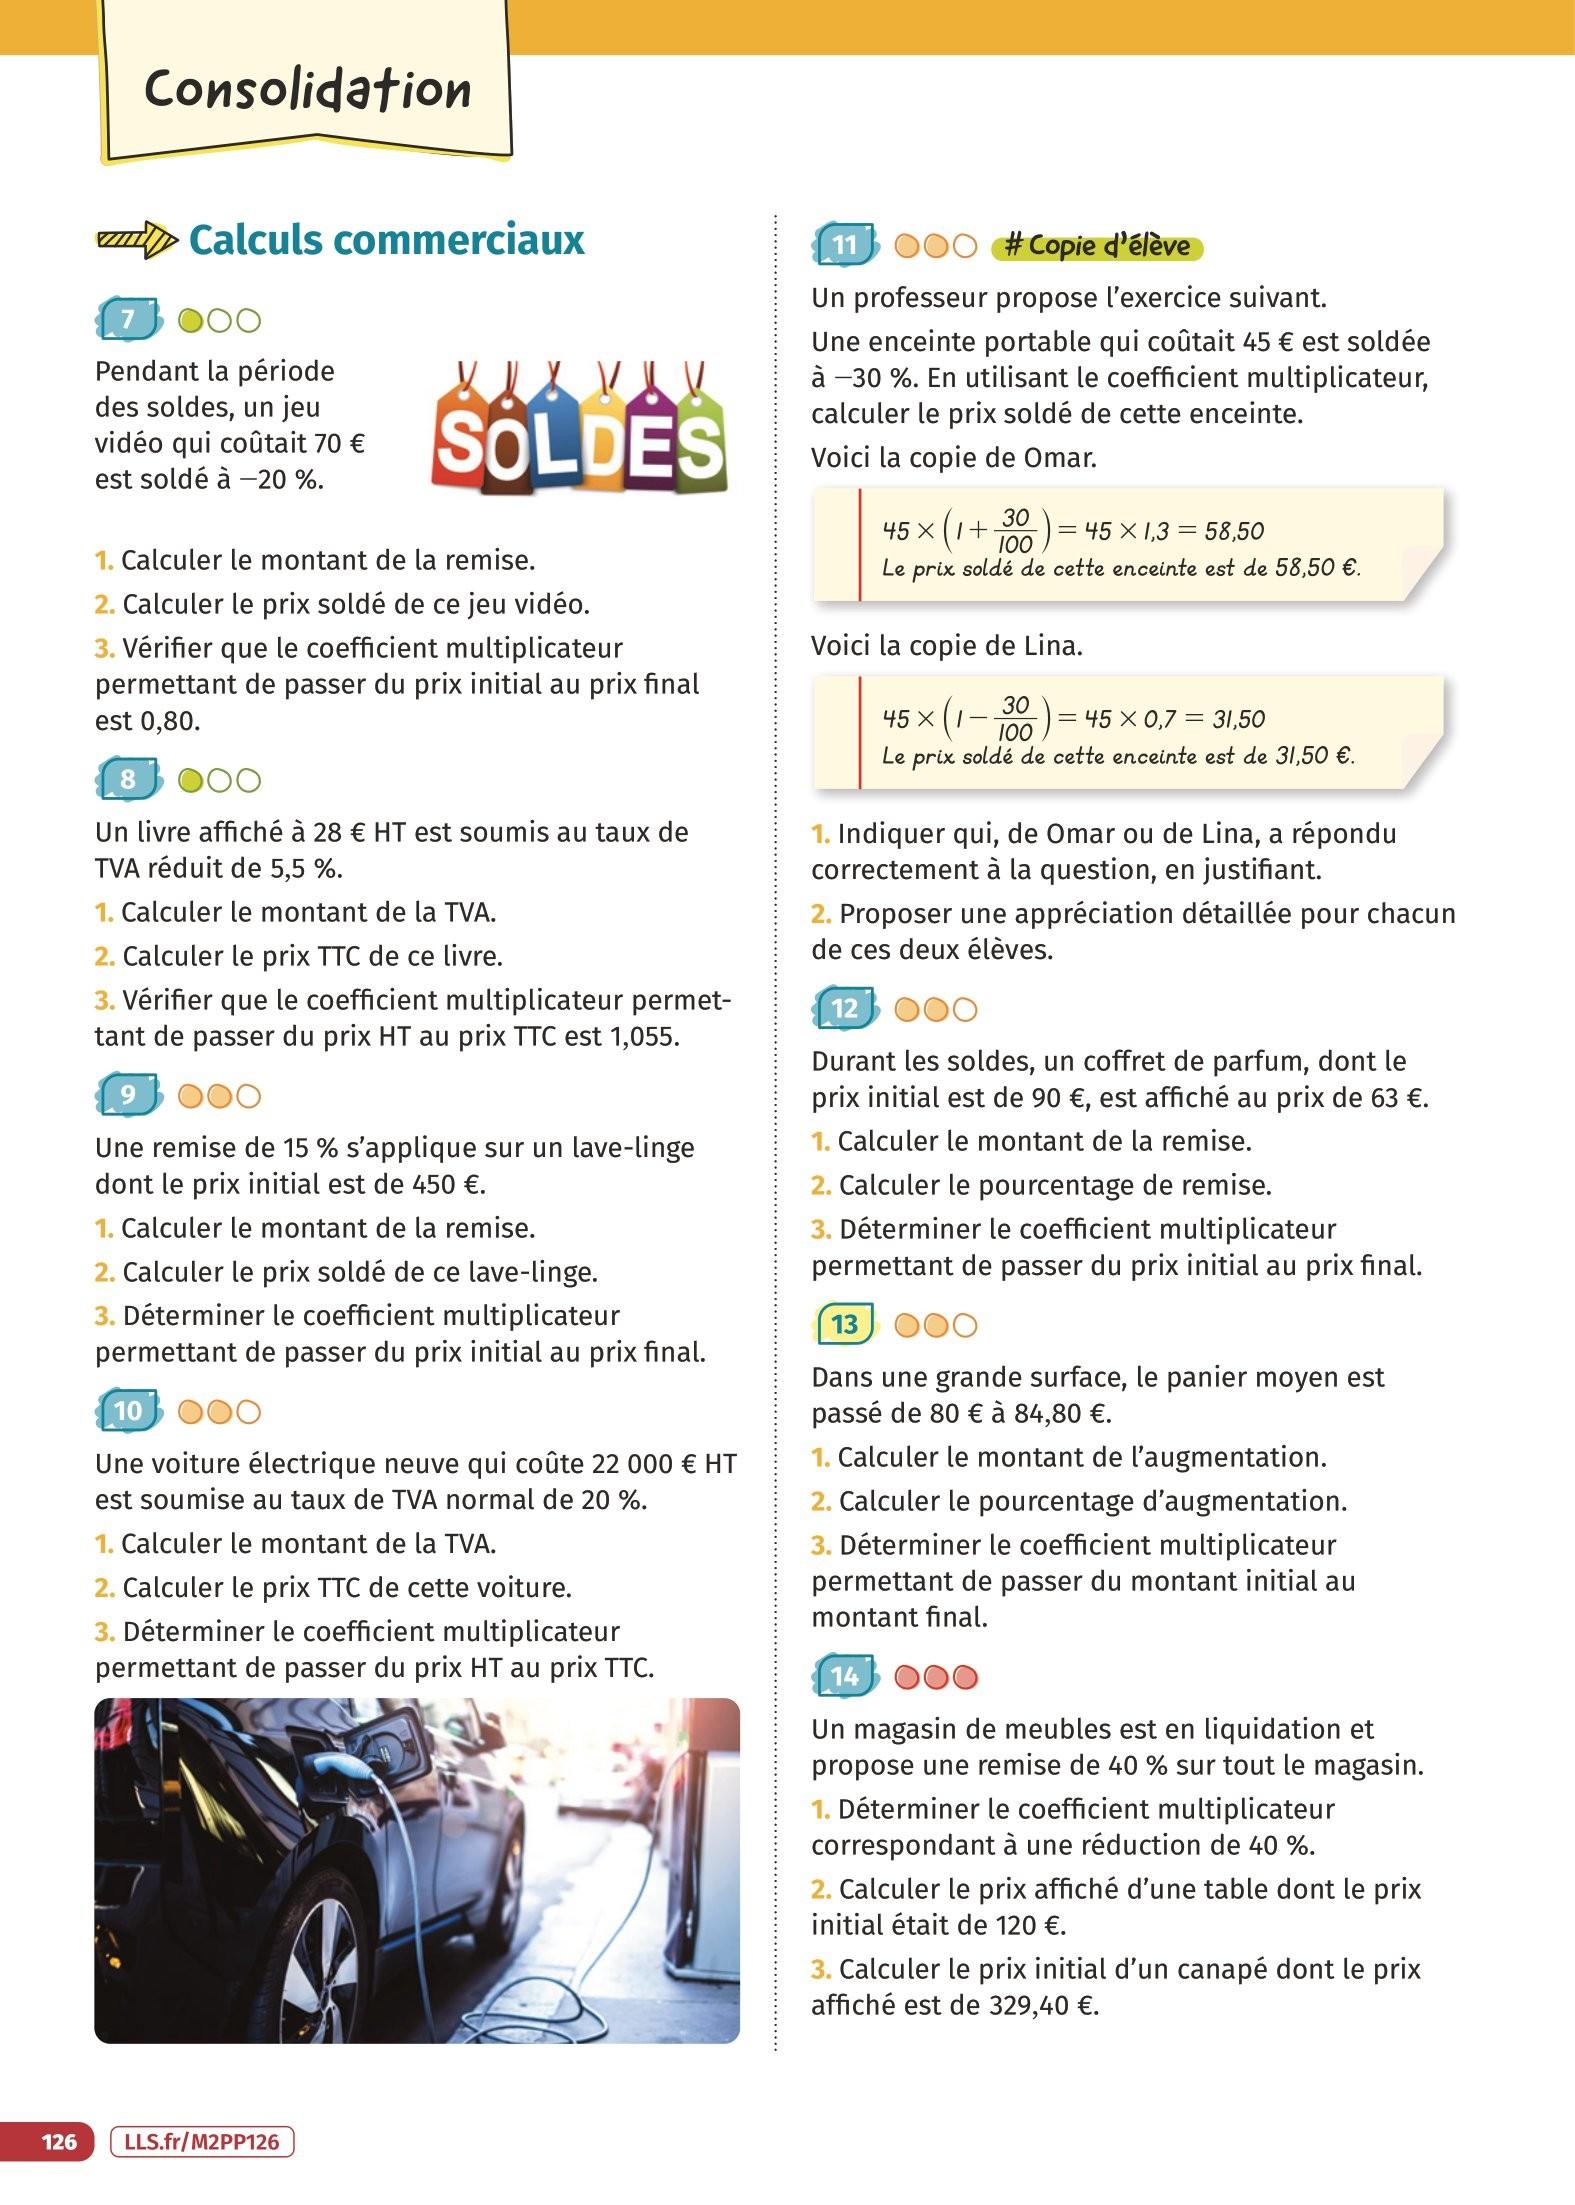 Consolidation
Calculs commerciaux
7
Pendant la période
des soldes, un jeu
vidéo qui coûtait 70 €
est soldé à −20 %.
SOLDES
1. Calculer le montant de la remise.
2. Calculer le prix soldé de ce jeu vidéo.
3. Vérifier que le coefficient multiplicateur
permettant de passer du prix initial au prix final
est 0,80.
8
Un livre affiché à 28 € HT est soumis au taux de
TVA réduit de 5,5 %.
1. Calculer le montant de la TVA.
2. Calculer le prix TTC de ce livre.
3. Vérifier que le coefficient multiplicateur permet-
tant de passer du prix HT au prix TTC est 1,055.
9
Une remise de 15 % s'applique sur un lave-linge
dont le prix initial est de 450 €.
1. Calculer le montant de la remise.
2. Calculer le prix soldé de ce lave-linge.
3. Déterminer le coefficient multiplicateur
permettant de passer du prix initial au prix final.
10
Une voiture électrique neuve qui coûte 22 000 € HT
est soumise au taux de TVA normal de 20 %.
1. Calculer le montant de la TVA.
2. Calculer le prix TTC de cette voiture.
3. Déterminer le coefficient multiplicateur
permettant de passer du prix HT au prix TTC.
11 # Copie d'élève
Un professeur propose l'exercice suivant.
Une enceinte portable qui coûtait 45 € est soldée
à −30 %. En utilisant le coefficient multiplicateur,
calculer le prix soldé de cette enceinte.
Voici la copie de Omar.
45 × (1 + 30/100) = 45 × 1,3 = 58,50
Le prix soldé de cette enceinte est de 58,50 €.
Voici la copie de Lina.
45 × (1 − 30/100) = 45 × 0,7 = 31,50
Le prix soldé de cette enceinte est de 31,50 €.
1. Indiquer qui, de Omar ou de Lina, a répondu
correctement à la question, en justifiant.
2. Proposer une appréciation détaillée pour chacun
de ces deux élèves.
12
Durant les soldes, un coffret de parfum, dont le
prix initial est de 90 €, est affiché au prix de 63 €.
1. Calculer le montant de la remise.
2. Calculer le pourcentage de remise.
3. Déterminer le coefficient multiplicateur
permettant de passer du prix initial au prix final.
13
Dans une grande surface, le panier moyen est
passé de 80 € à 84,80 €.
1. Calculer le montant de l'augmentation.
2. Calculer le pourcentage d'augmentation.
3. Déterminer le coefficient multiplicateur
permettant de passer du montant initial au
montant final.
14
Un magasin de meubles est en liquidation et
propose une remise de 40 % sur tout le magasin.
1. Déterminer le coefficient multiplicateur
correspondant à une réduction de 40 %.
2. Calculer le prix affiché d'une table dont le prix
initial était de 120 €.
3. Calculer le prix initial d'un canapé dont le prix
affiché est de 329,40 €.
126
LLS.fr/M2PP126